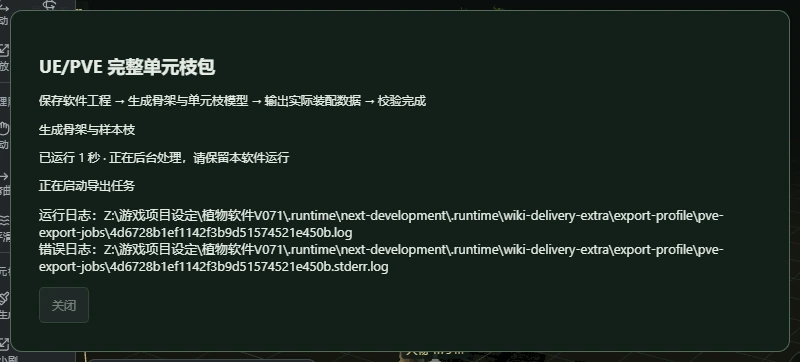 动
放
UE/PVE 完整单元枝包
保存软件工程 → 生成骨架与单元枝模型 → 输出实际装配数据 → 校验完成
生成骨架与样本枝
已运行 1 秒 · 正在后台处理，请保留本软件运行
动
正在启动导出任务
运行日志：Z:\游戏项目设定\植物软件V071\.runtime\next-development\.runtime\wiki-delivery-extra\export-profile\pve-
export-jobs\4d6728b1ef1142f3b9d51574521e450b.log
错误日志：Z:\游戏项目设定\植物软件V071\.runtime\next-development\.runtime\wiki-delivery-extra\export-profile\pve-
export-jobs\4d6728b1ef1142f3b9d51574521e450b.stderr.log
关闭